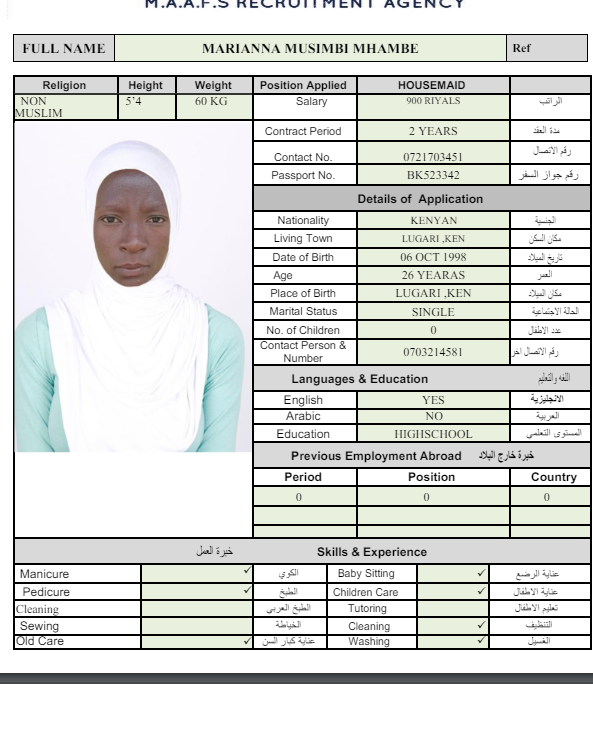 M.A.A.F.S RECRUITMENT AGENCY
FULL NAME MARIANNA MUSIMBI MHAMBE Ref
Religion Height Weight Position Applied HOUSEMAID
NON MUSLIM 5’4 60 KG Salary 900 RIYALS الراتب
Contract Period 2 YEARS مدة العقد
Contact No. 0721703451 رقم الاتصال
Passport No. BK523342 رقم جواز السفر
Details of Application
Nationality KENYAN الجنسية
Living Town LUGARI ,KEN مكان السكن
Date of Birth 06 OCT 1998 تاريخ الميلاد
Age 26 YEARAS العمر
Place of Birth LUGARI ,KEN مكان الميلاد
Marital Status SINGLE الحالة الاجتماعية
No. of Children 0 عدد الاطفال
Contact Person & Number 0703214581 رقم الاتصال اخر
Languages & Education اللغه والتعليم
English YES الانجليزية
Arabic NO العربية
Education HIGHSCHOOL المستوى التعلمي
Previous Employment Abroad خبرة خارج البلاد
Period Position Country
0 0 0
خبرة العمل Skills & Experience
Manicure ✓ الكوي Baby Sitting ✓ عناية الرضع
Pedicure ✓ الطبخ Children Care ✓ عناية الاطفال
Cleaning الطبخ العربي Tutoring تعليم الاطفال
Sewing الخياطة Cleaning ✓ التنظيف
Old Care ✓ عناية كبار السن Washing ✓ الغسيل